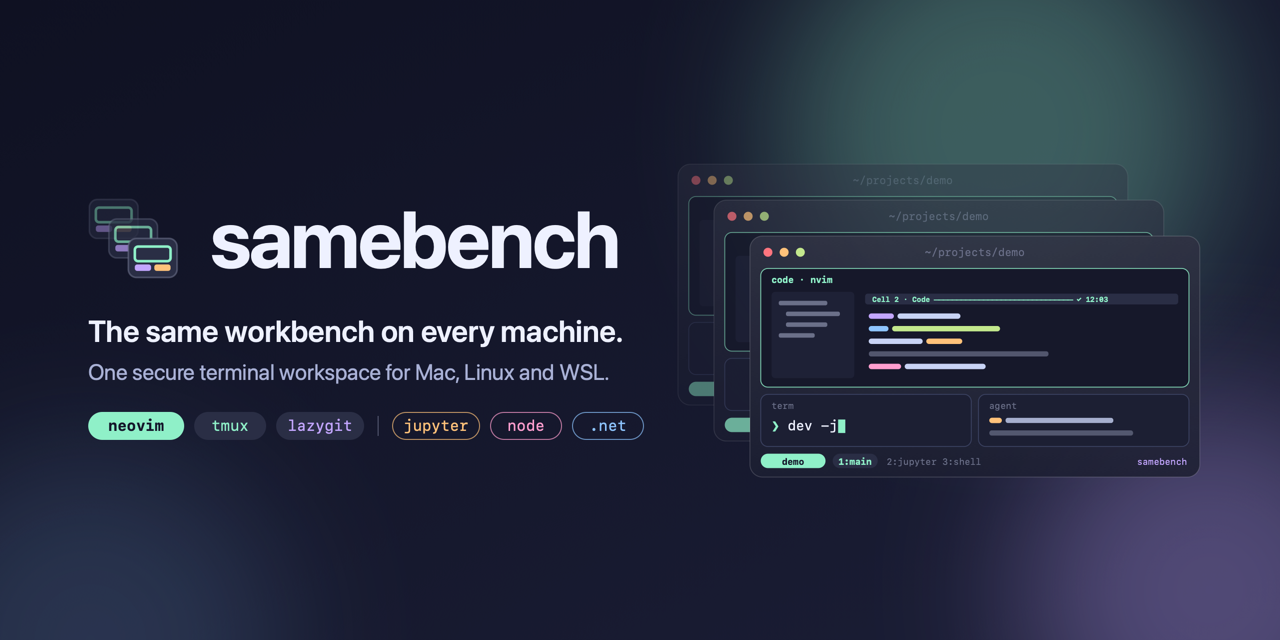 samebench
The same workbench on every machine.
One secure terminal workspace for Mac, Linux and WSL.
neovim tmux lazygit jupyter node .net
~/projects/demo
~/projects/demo
~/projects/demo
code · nvim
Cell 2 · Code ✓ 12:03
term
❯ dev -j
agent
demo 1:main 2:jupyter 3:shell samebench